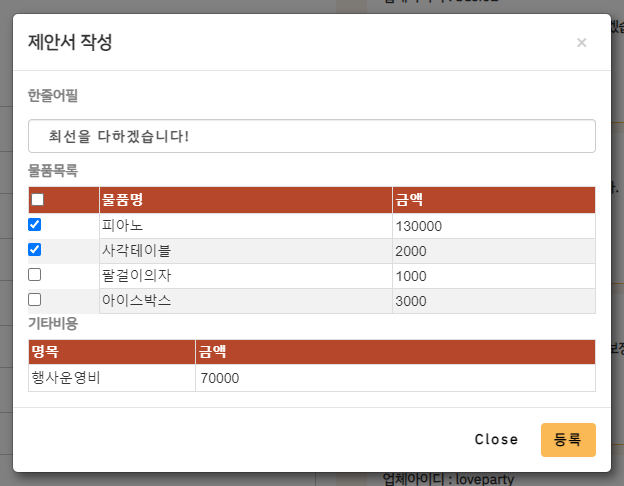 제안서 작성 ×
한줄어필
최선을 다하겠습니다!
물품목록
물품명 금액
피아노 130000
사각테이블 2000
팔걸이의자 1000
아이스박스 3000
기타비용
명목 금액
행사운영비 70000
Close 등록
업체아이디 : loveparty